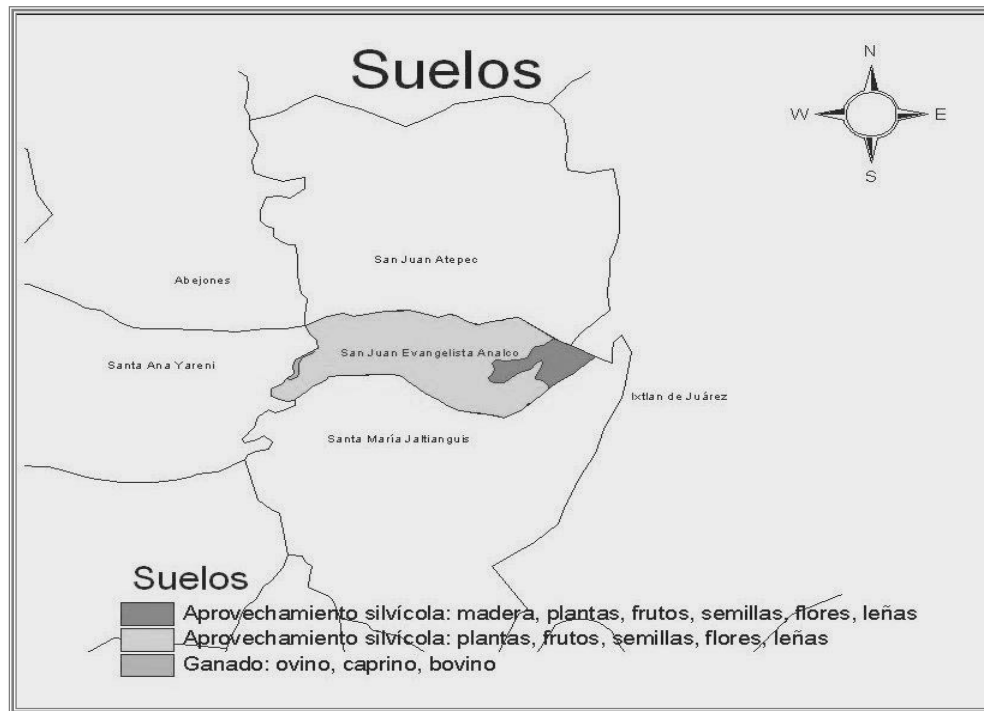 Suelos
N
W E
S
San Juan Atepec
Abejones
San Juan Evangelista Analco
Santa Ana Yareni
Ixtlan de Juárez
Santa María Jaltianguis
Suelos
Aprovechamiento silvícola: madera, plantas, frutos, semillas, flores, leñas
Aprovechamiento silvícola: plantas, frutos, semillas, flores, leñas
Ganado: ovino, caprino, bovino